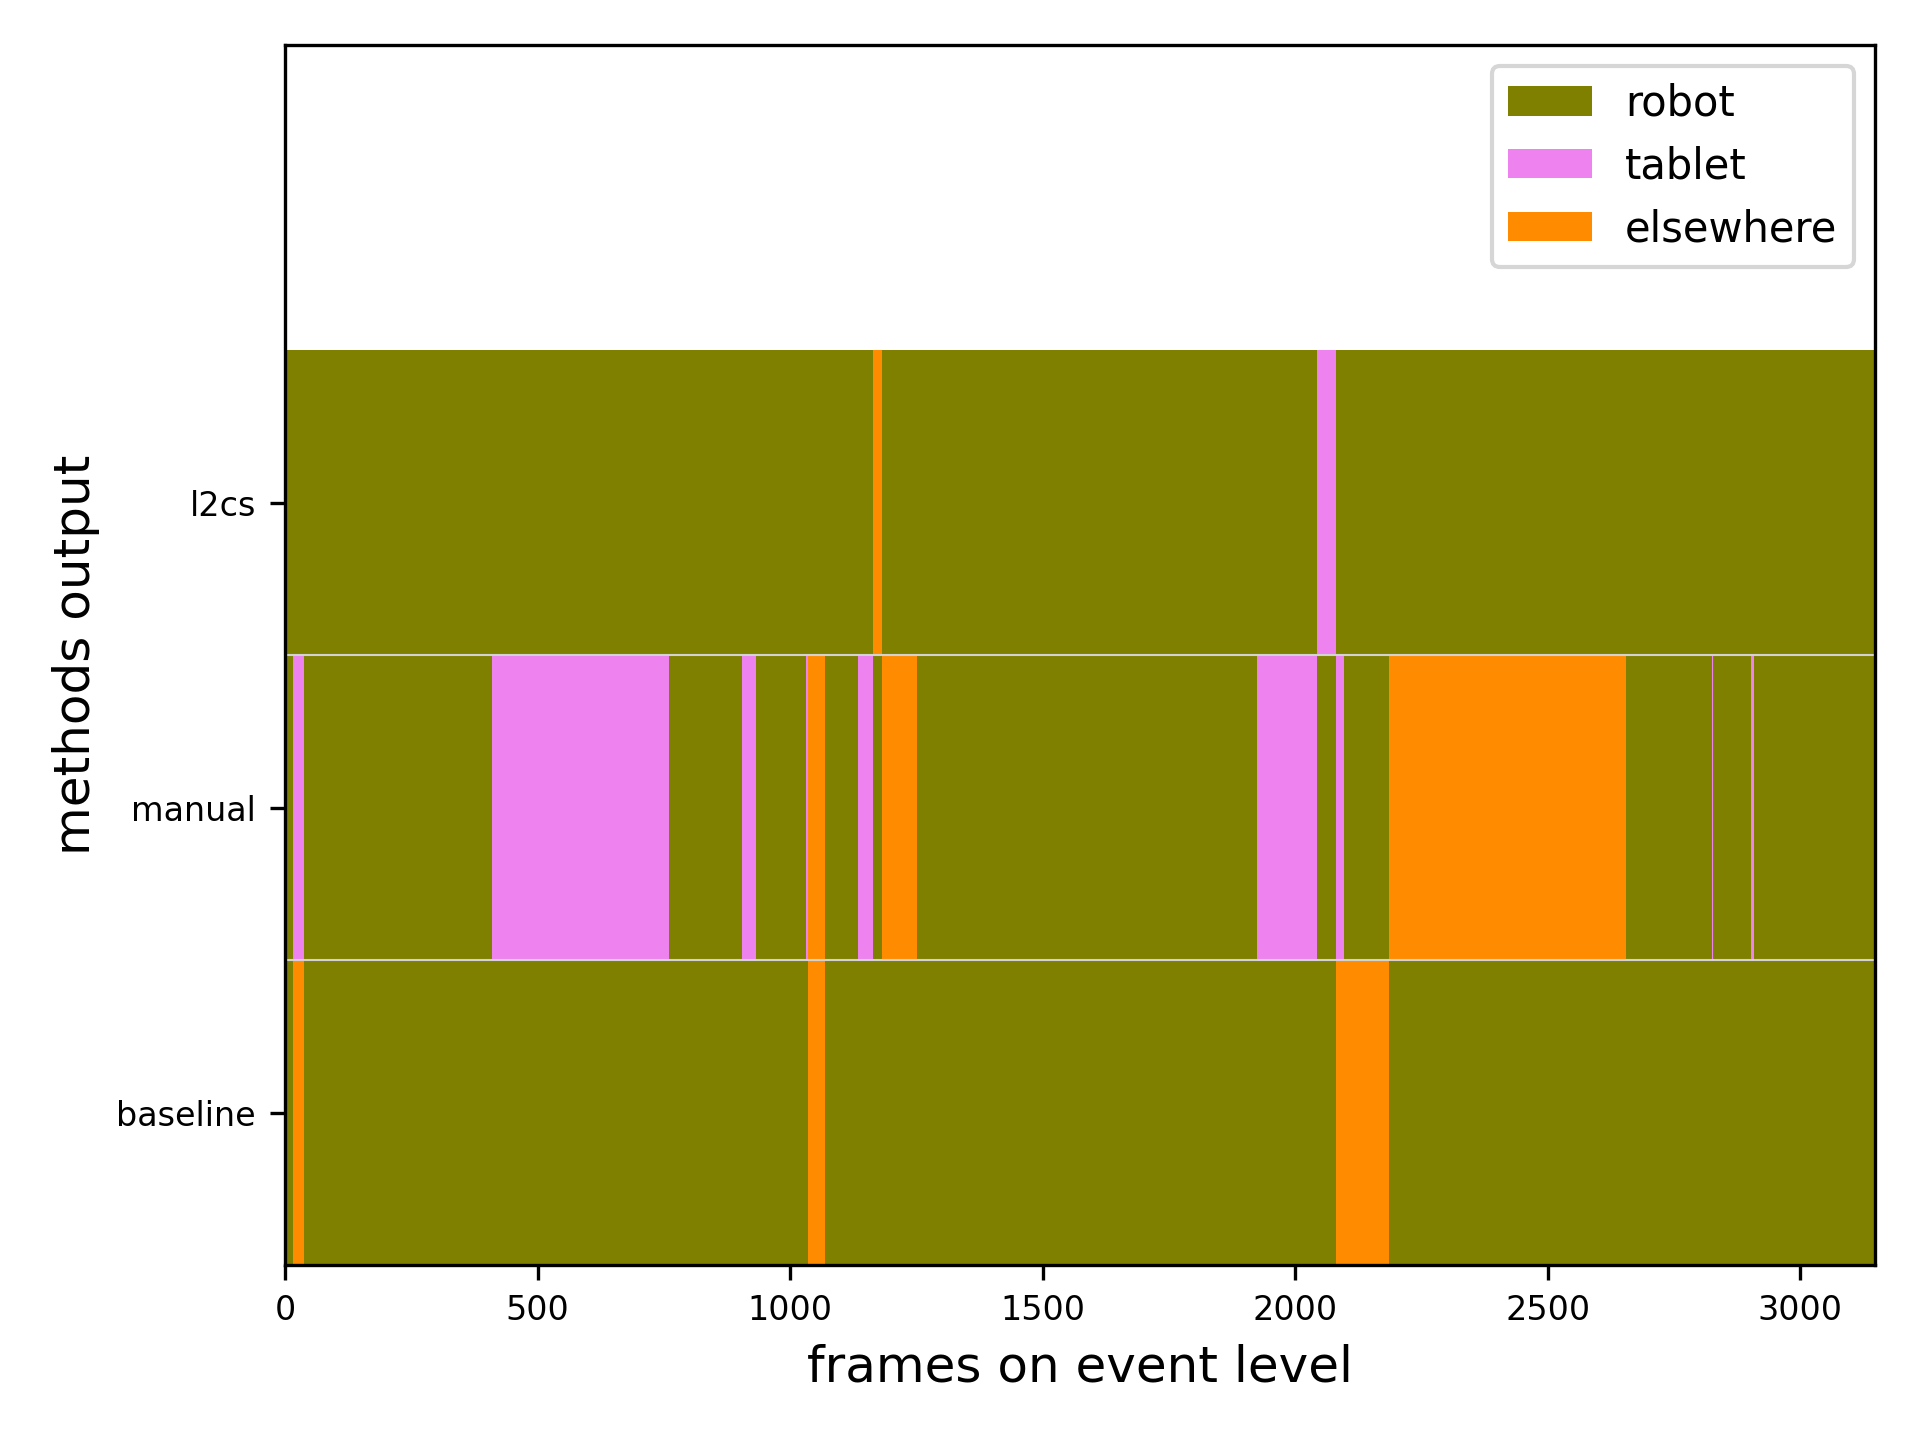 robot
tablet
elsewhere
methods output
l2cs
manual
baseline
0 500 1000 1500 2000 2500 3000
frames on event level